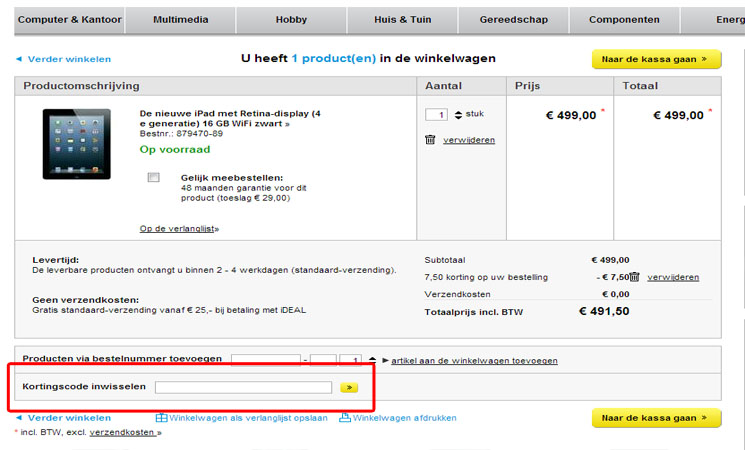 Computer & Kantoor Multimedia Hobby Huis & Tuin Gereedschap Componenten Energ
◄ Verder winkelen U heeft 1 product(en) in de winkelwagen Naar de kassa gaan »
Productomschrijving Aantal Prijs Totaal
De nieuwe iPad met Retina-display (4
e generatie) 16 GB WiFi zwart »
Bestnr.: 879470-89
Op voorraad
1 stuk € 499,00 * € 499,00 *
verwijderen
Gelijk meebestellen:
48 maanden garantie voor dit
product (toeslag € 29,00)
Op de verlanglijst»
Levertijd:
De leverbare producten ontvangt u binnen 2 - 4 werkdagen (standaard-verzending).
Geen verzendkosten:
Gratis standaard-verzending vanaf € 25,- bij betaling met iDEAL
Subtotaal € 499,00
7,50 korting op uw bestelling - € 7,50 verwijderen
Verzendkosten € 0,00
Totaalprijs incl. BTW € 491,50
Producten via bestelnummer toevoegen - 1 ► artikel aan de winkelwagen toevoegen
Kortingscode inwisselen »
◄ Verder winkelen Winkelwagen als verlanglijst opslaan Winkelwagen afdrukken Naar de kassa gaan »
* incl. BTW, excl. verzendkosten »